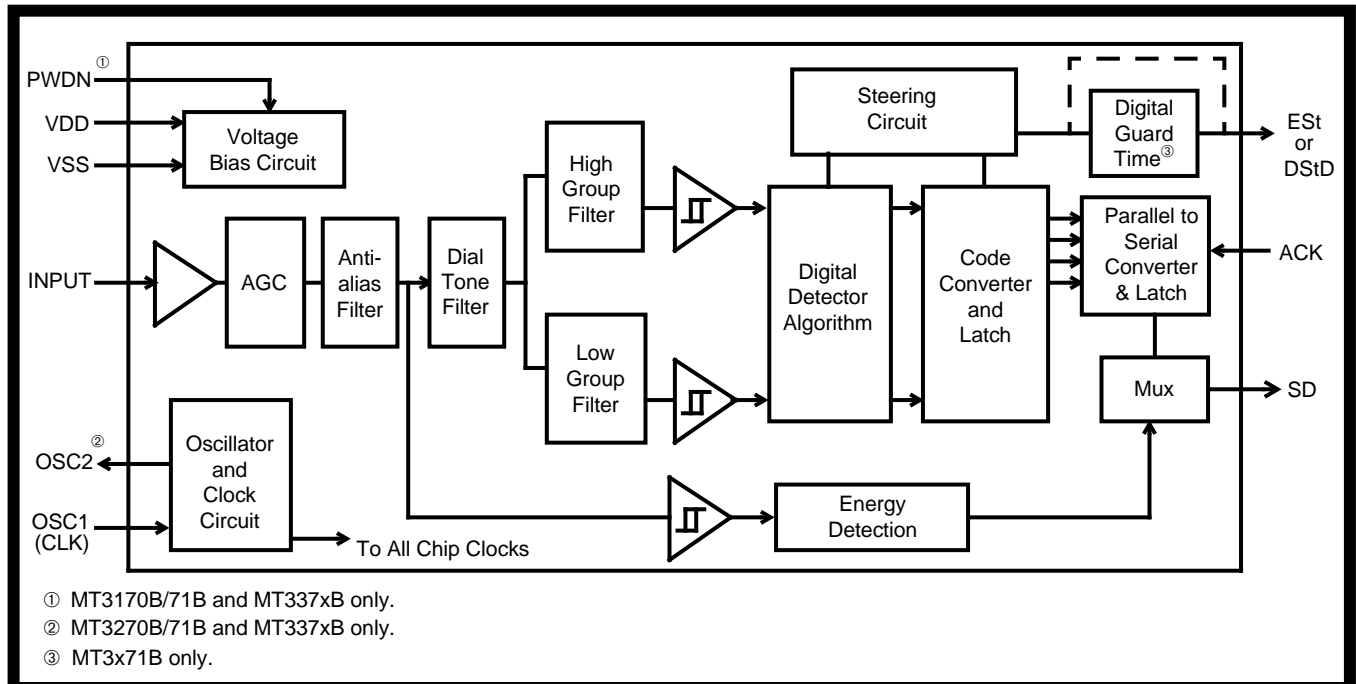 PWDN ①
VDD
VSS
Voltage
Bias Circuit
INPUT
AGC
Anti-
alias
Filter
Dial
Tone
Filter
High
Group
Filter
Low
Group
Filter
Steering
Circuit
Digital
Detector
Algorithm
Code
Converter
and
Latch
Digital
Guard
Time③
ESt
or
DStD
Parallel to
Serial
Converter
& Latch
ACK
Mux
SD
OSC2 ②
OSC1
(CLK)
Oscillator
and
Clock
Circuit
To All Chip Clocks
Energy
Detection
① MT3170B/71B and MT337xB only.
② MT3270B/71B and MT337xB only.
③ MT3x71B only.